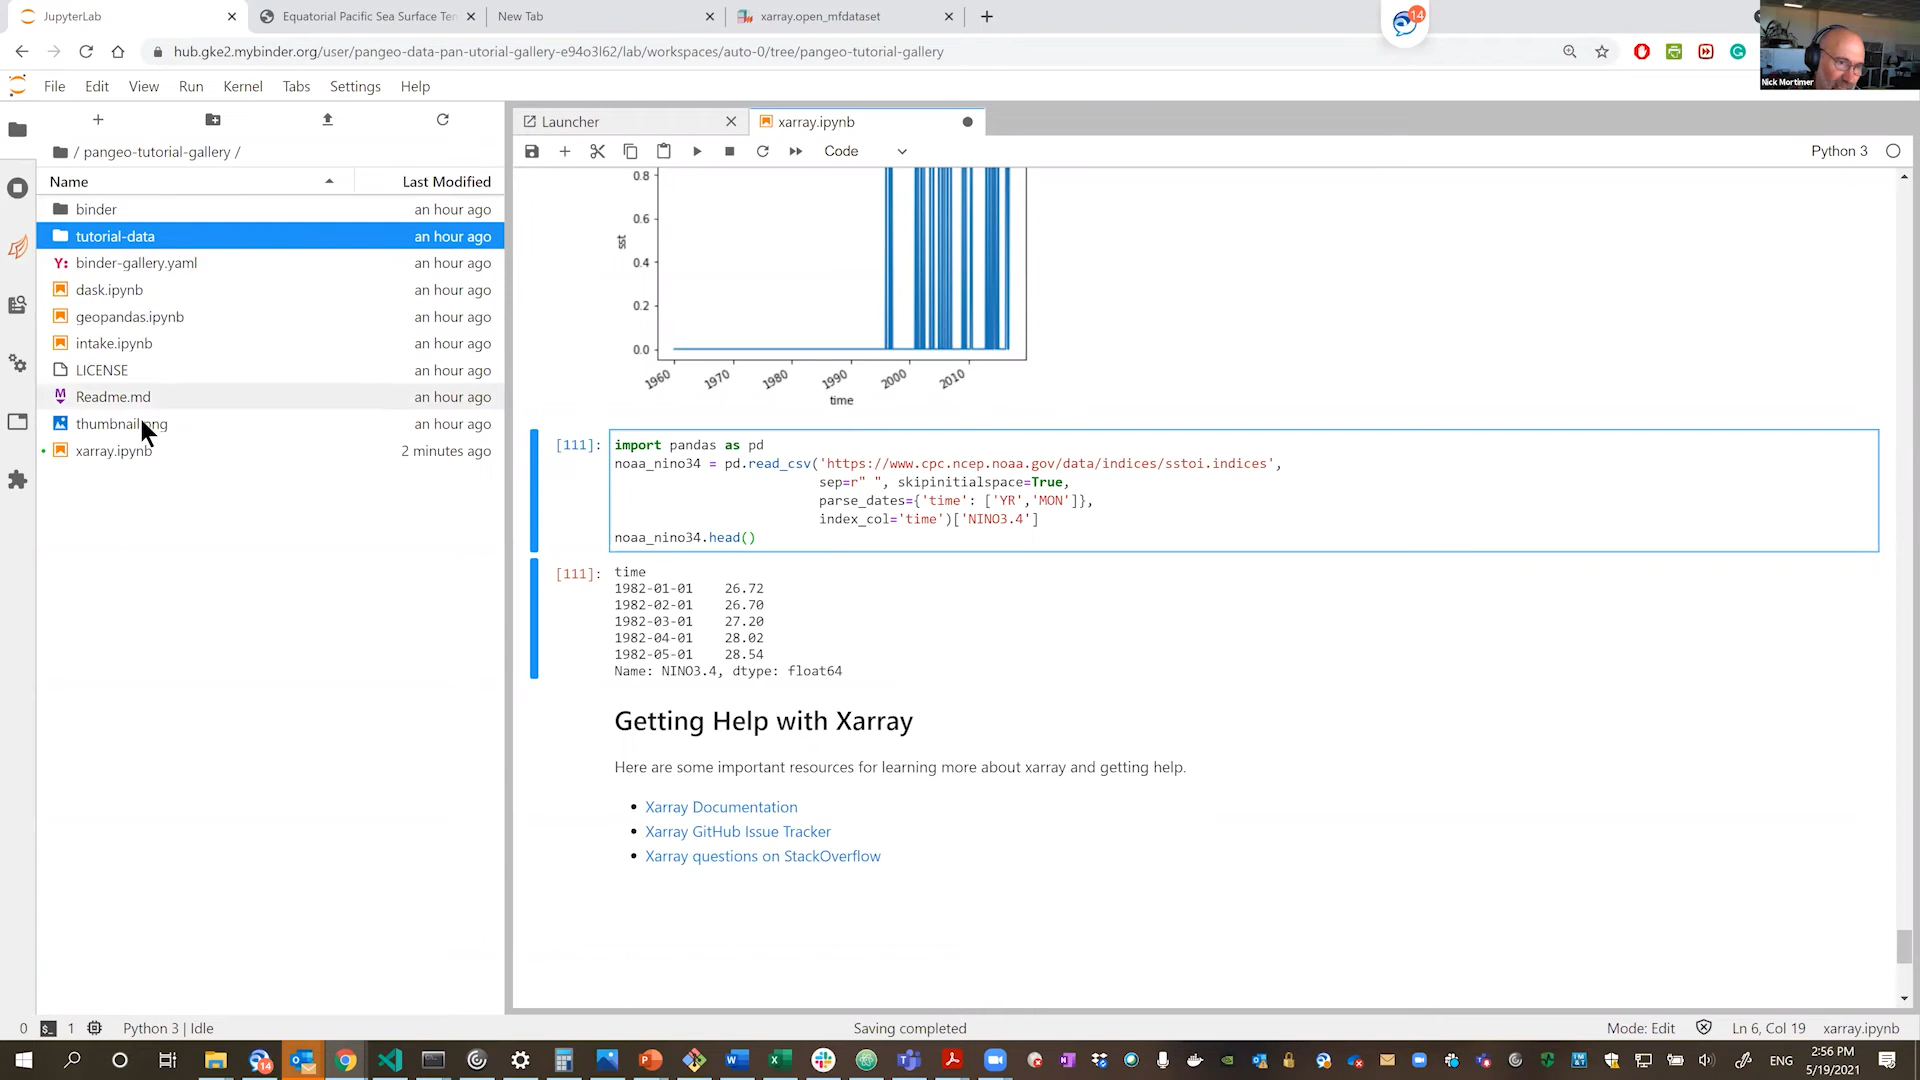 JupyterLab
Equatorial Pacific Sea Surface Ter
New Tab
xarray.open_mfdataset
14
hub.gke2.mybinder.org/user/pangeo-data-pan-utorial-gallery-e94o3l62/lab/workspaces/auto-0/tree/pangeo-tutorial-gallery
Nick Mortimer
File Edit View Run Kernel Tabs Settings Help
Launcher
xarray.ipynb
/ pangeo-tutorial-gallery /
Code
Python 3
Name Last Modified
binder an hour ago
tutorial-data an hour ago
binder-gallery.yaml an hour ago
dask.ipynb an hour ago
geopandas.ipynb an hour ago
intake.ipynb an hour ago
LICENSE an hour ago
Readme.md an hour ago
thumbnail.png an hour ago
xarray.ipynb 2 minutes ago
0.8
0.6
sst
0.4
0.2
0.0
1960 1970 1980 1990 2000 2010
time
[111]: import pandas as pd
noaa_nino34 = pd.read_csv('https://www.cpc.ncep.noaa.gov/data/indices/sstoi.indices',
sep=r" ", skipinitialspace=True,
parse_dates={'time': ['YR','MON']},
index_col='time')['NINO3.4']
noaa_nino34.head()
[111]: time
1982-01-01 26.72
1982-02-01 26.70
1982-03-01 27.20
1982-04-01 28.02
1982-05-01 28.54
Name: NINO3.4, dtype: float64
Getting Help with Xarray
Here are some important resources for learning more about xarray and getting help.
• Xarray Documentation
• Xarray GitHub Issue Tracker
• Xarray questions on StackOverflow
0 1 Python 3 | Idle
Saving completed
Mode: Edit Ln 6, Col 19 xarray.ipynb
14
ENG
2:56 PM
5/19/2021